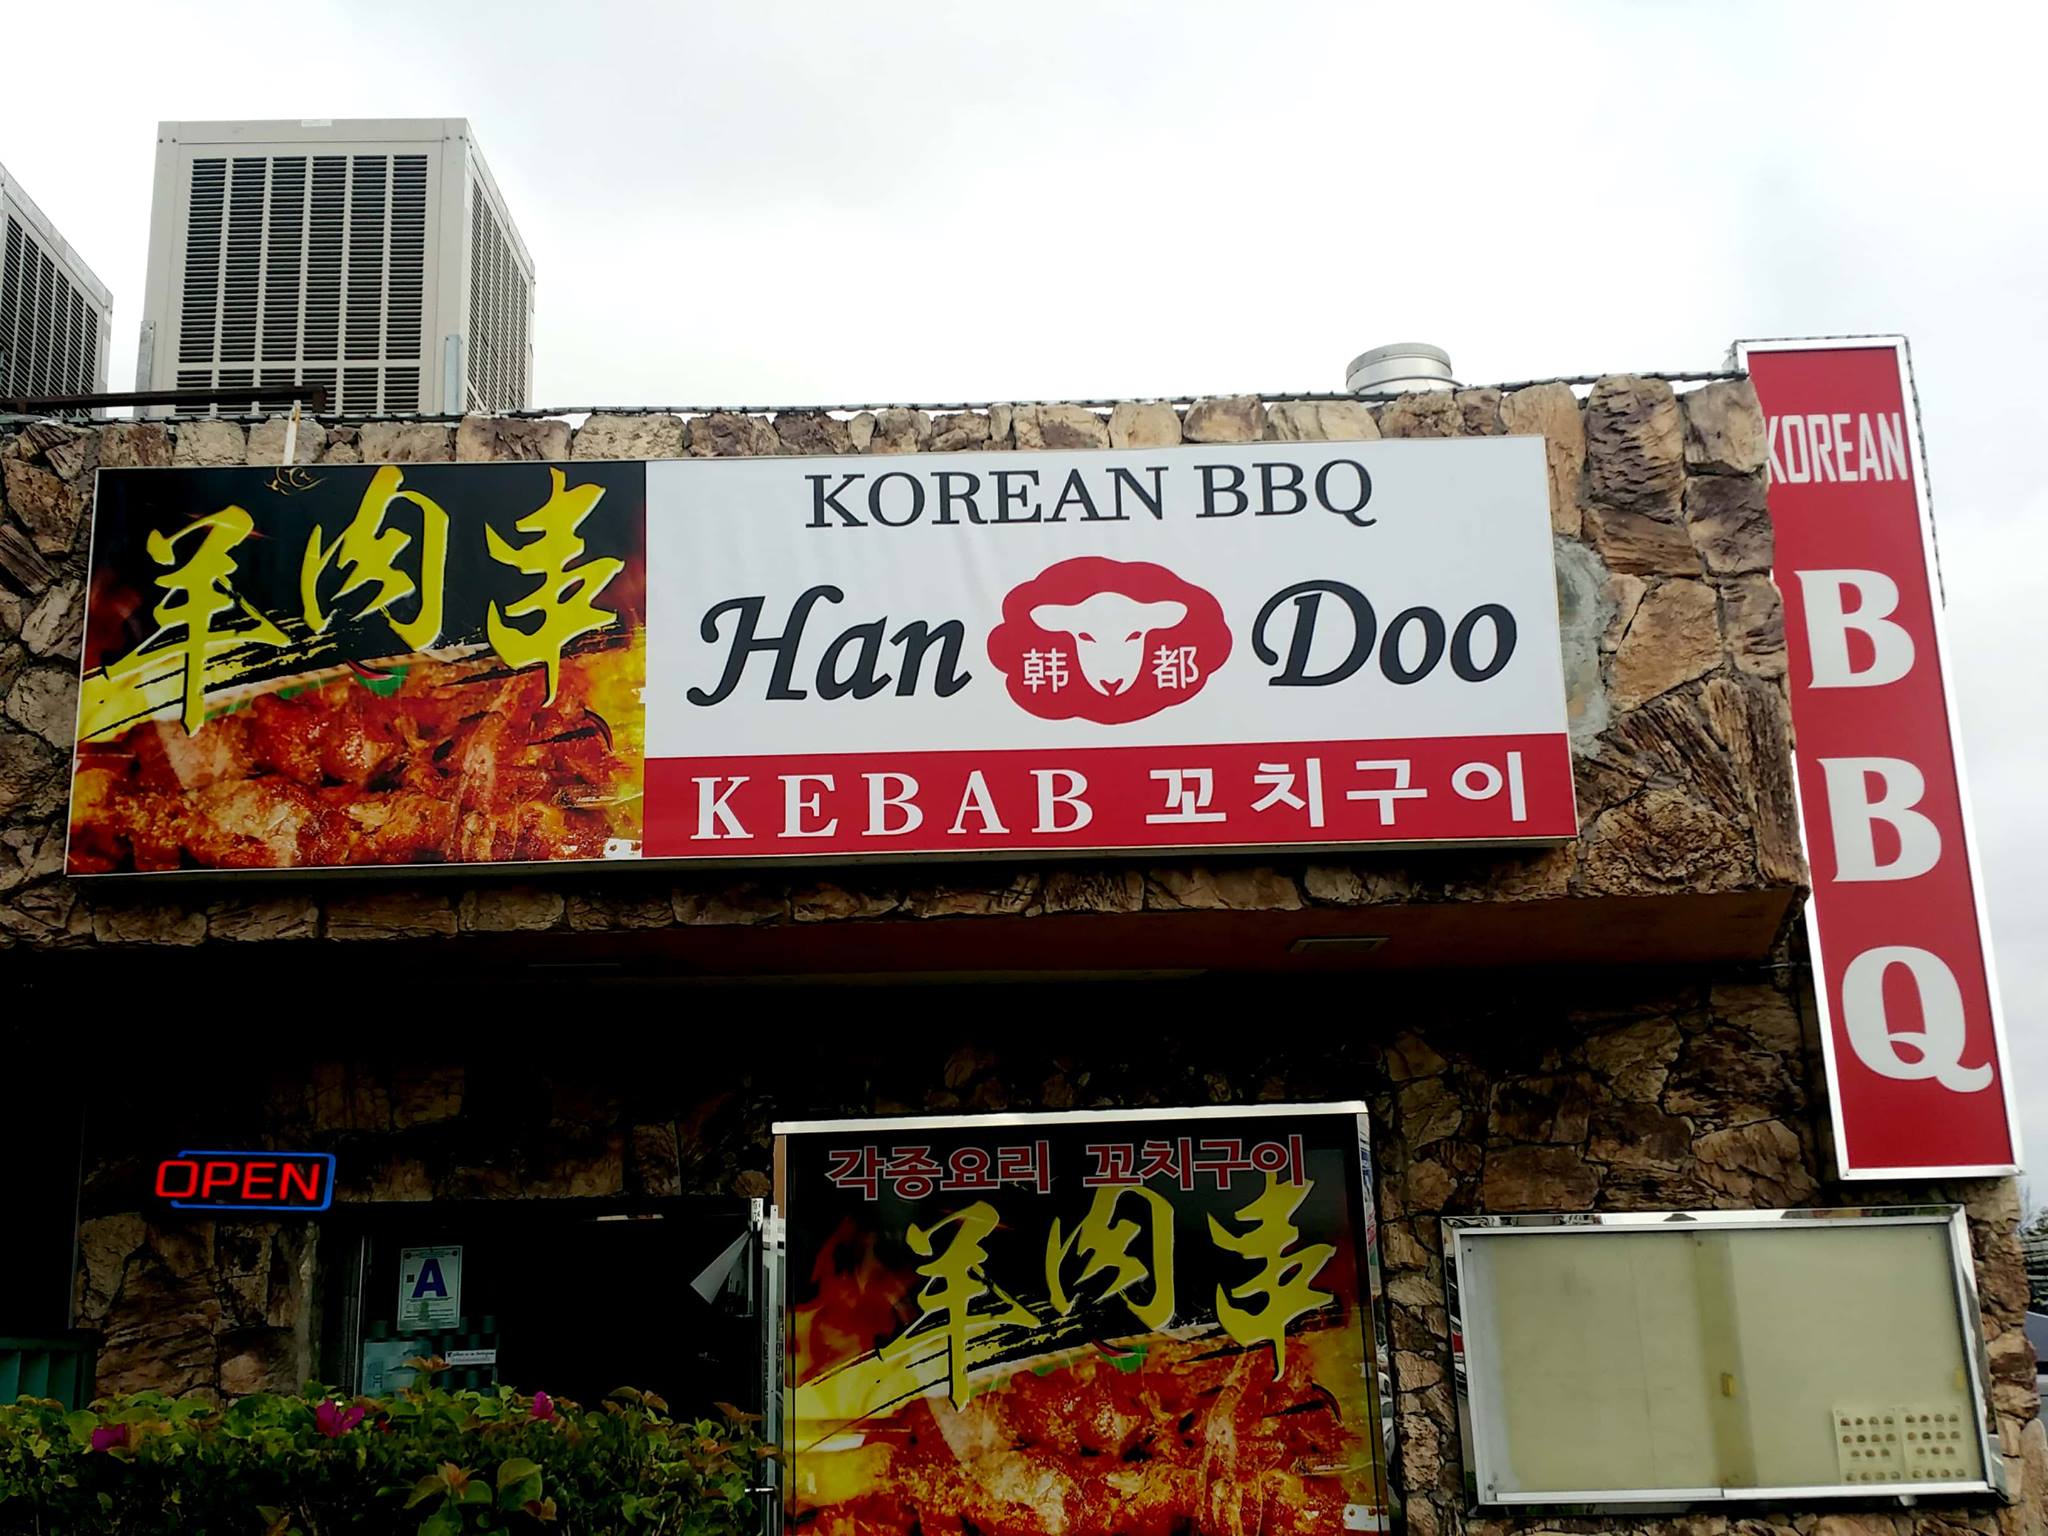 羊肉串
KOREAN BBQ
Han 韩都 Doo
KEBAB 꼬치구이
KOREAN
BBQ
OPEN
A
각종요리 꼬치구이
羊肉串